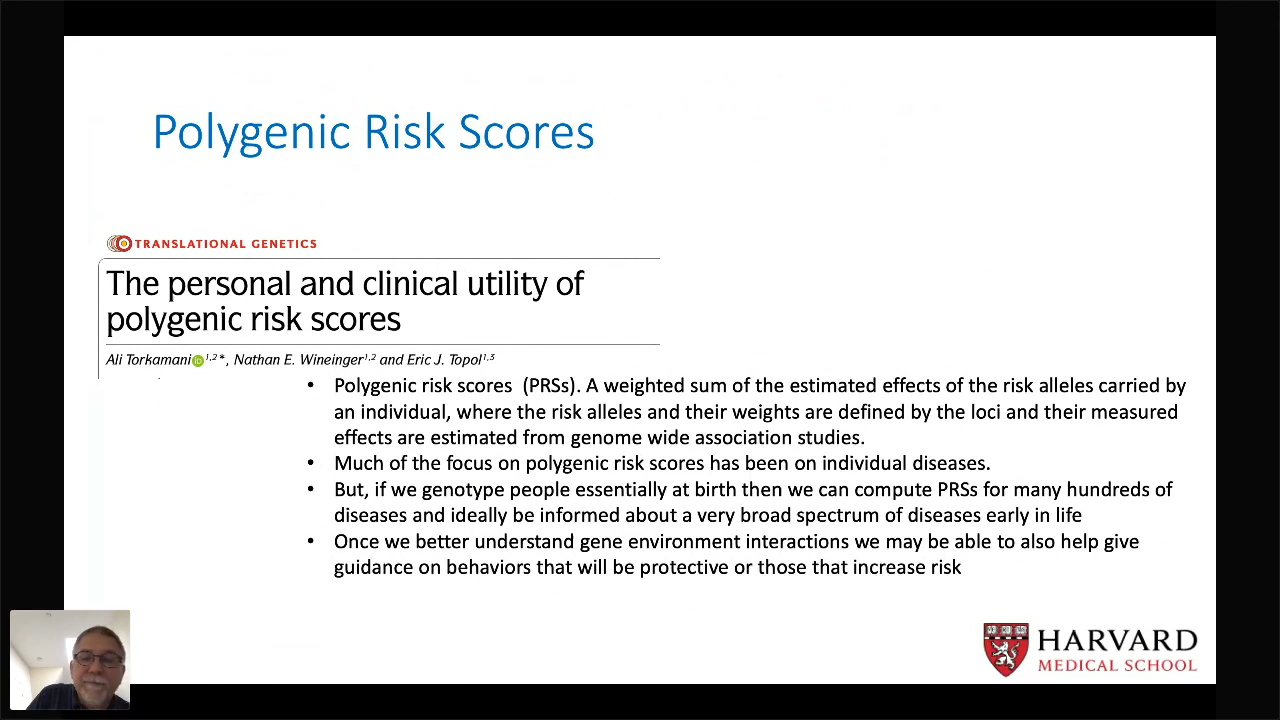 Polygenic Risk Scores
TRANSLATIONAL GENETICS
The personal and clinical utility of
polygenic risk scores
Ali Torkamani 1,2*, Nathan E. Wineinger 1,2 and Eric J. Topol 1,3
• Polygenic risk scores (PRSs). A weighted sum of the estimated effects of the risk alleles carried by
an individual, where the risk alleles and their weights are defined by the loci and their measured
effects are estimated from genome wide association studies.
• Much of the focus on polygenic risk scores has been on individual diseases.
• But, if we genotype people essentially at birth then we can compute PRSs for many hundreds of
diseases and ideally be informed about a very broad spectrum of diseases early in life
• Once we better understand gene environment interactions we may be able to also help give
guidance on behaviors that will be protective or those that increase risk
HARVARD
MEDICAL SCHOOL